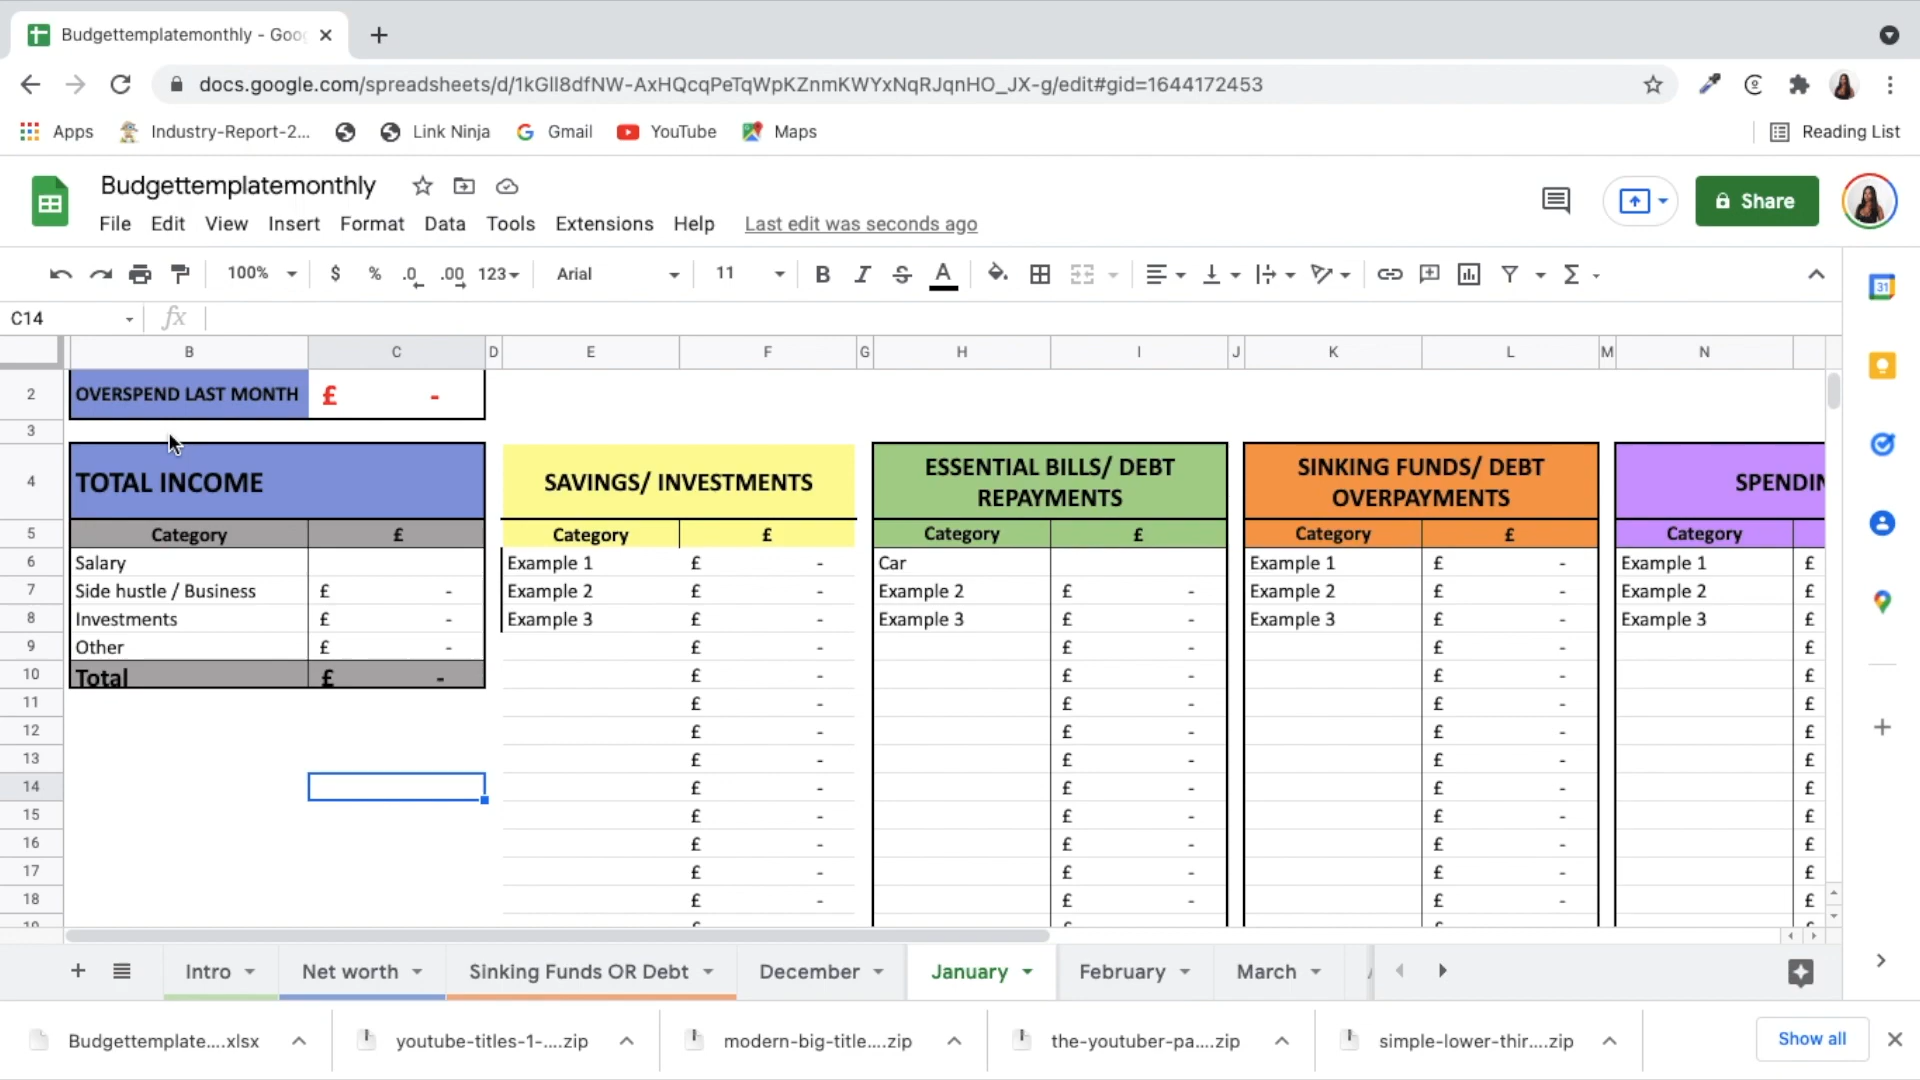 Budgettemplatemonthly - Goo
docs.google.com/spreadsheets/d/1kGll8dfNW-AxHQcqPeTqWpKZnmKWYxNqRJqnHO_JX-g/edit#gid=1644172453
Apps Industry-Report-2... Link Ninja Gmail YouTube Maps Reading List
Budgettemplatemonthly
File Edit View Insert Format Data Tools Extensions Help Last edit was seconds ago Share
100% $ % .0 .00 123 Arial 11 B I S A Σ 31
C14 fx
B C D E F G H I J K L M N
2 OVERSPEND LAST MONTH £ -
3
4 TOTAL INCOME SAVINGS/ INVESTMENTS ESSENTIAL BILLS/ DEBT REPAYMENTS SINKING FUNDS/ DEBT OVERPAYMENTS
5 Category £ Category £ Category £ Category £ Category
6 Salary Example 1 £ - Car Example 1 £ - Example 1 £
7 Side hustle / Business £ - Example 2 £ - Example 2 £ - Example 2 £ - Example 2 £
8 Investments £ - Example 3 £ - Example 3 £ - Example 3 £ - Example 3 £
9 Other £ - £ - £ - £ - £
10 Total £ - £ - £ - £ - £
11 £ - £ - £ - £
12 £ - £ - £ - £
13 £ - £ - £ - £
14 £ - £ - £ - £
15 £ - £ - £ - £
16 £ - £ - £ - £
17 £ - £ - £ - £
18 £ - £ - £ - £
Intro Net worth Sinking Funds OR Debt December January February March
Budgettemplate....xlsx youtube-titles-1-....zip modern-big-title....zip the-youtuber-pa....zip simple-lower-thir....zip Show all